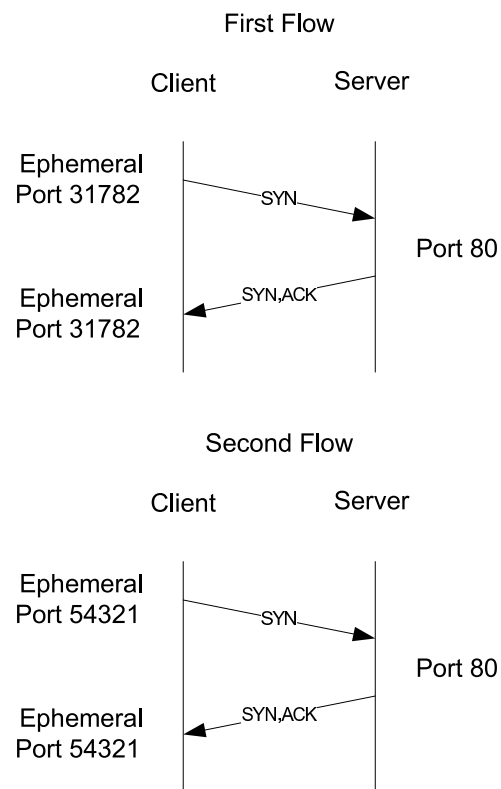 First Flow
Client Server
Ephemeral
Port 31782
SYN
Port 80
SYN,ACK
Ephemeral
Port 31782
Second Flow
Client Server
Ephemeral
Port 54321
SYN
Port 80
SYN,ACK
Ephemeral
Port 54321